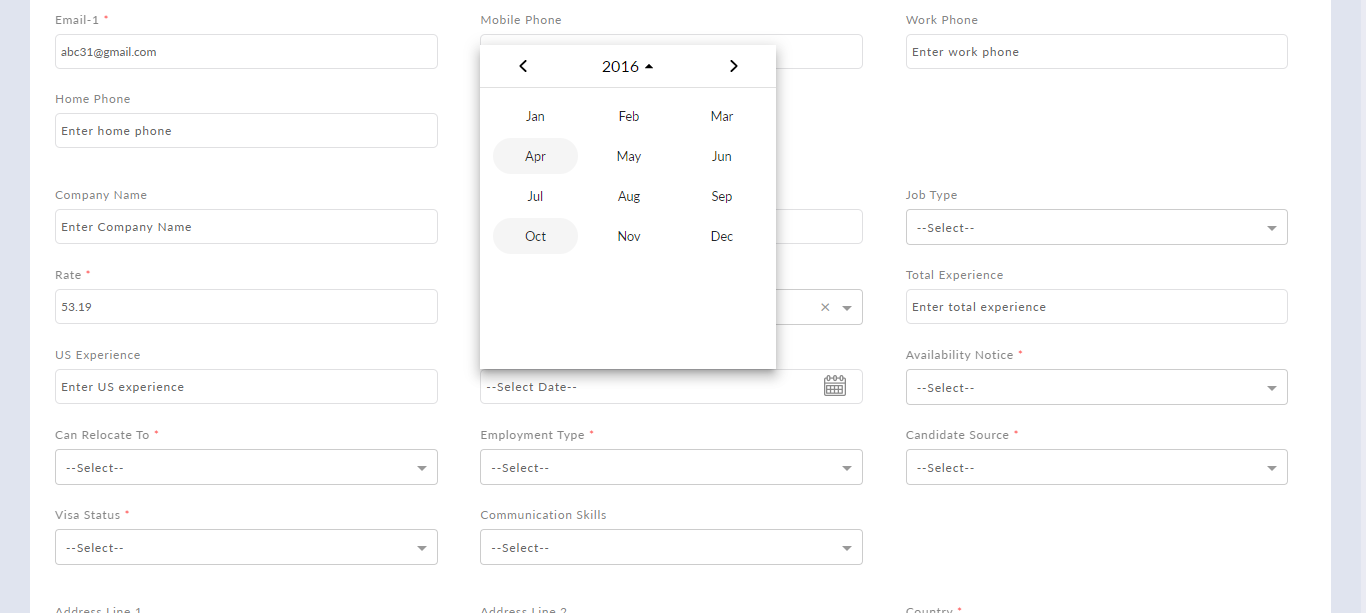 Email-1 *
Mobile Phone
Work Phone
abc31@gmail.com
Enter work phone
2016
Home Phone
Enter home phone
Jan Feb Mar
Apr May Jun
Jul Aug Sep
Oct Nov Dec
Company Name
Job Type
Enter Company Name
--Select--
Rate *
Total Experience
53.19
Enter total experience
US Experience
Availability Notice *
Enter US experience
--Select Date--
--Select--
Can Relocate To *
Employment Type *
Candidate Source *
--Select--
--Select--
--Select--
Visa Status *
Communication Skills
--Select--
--Select--
Address Line 1
Address Line 2
Country *